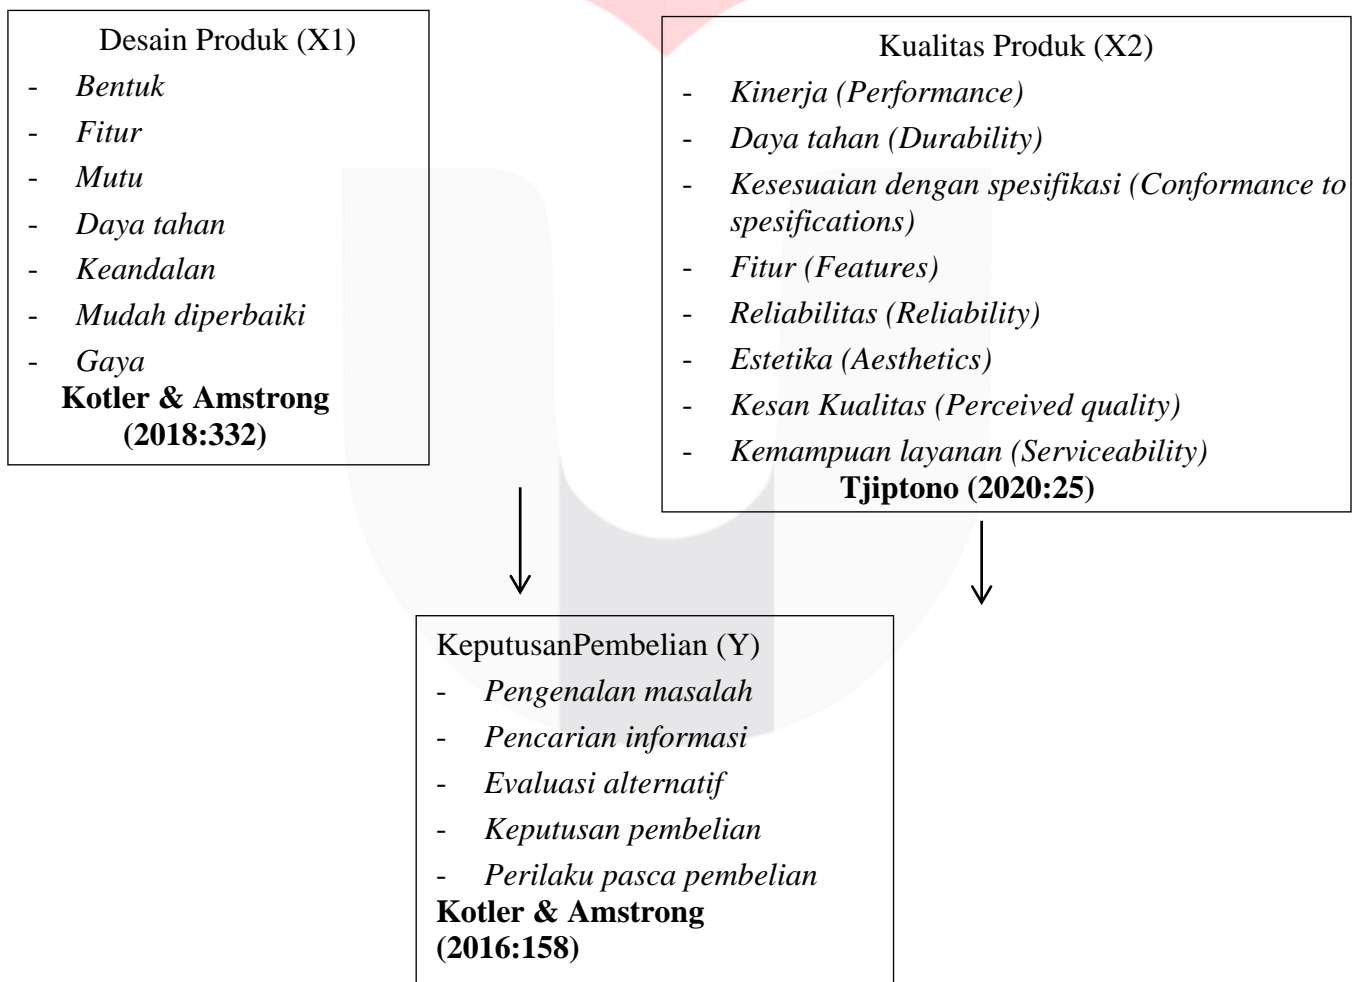 Desain Produk (X1)
- Bentuk
- Fitur
- Mutu
- Daya tahan
- Keandalan
- Mudah diperbaiki
- Gaya
Kotler & Amstrong
(2018:332)
Kualitas Produk (X2)
- Kinerja (Performance)
- Daya tahan (Durability)
- Kesesuaian dengan spesifikasi (Conformance to
spesifications)
- Fitur (Features)
- Reliabilitas (Reliability)
- Estetika (Aesthetics)
- Kesan Kualitas (Perceived quality)
- Kemampuan layanan (Serviceability)
Tjiptono (2020:25)
KeputusanPembelian (Y)
- Pengenalan masalah
- Pencarian informasi
- Evaluasi alternatif
- Keputusan pembelian
- Perilaku pasca pembelian
Kotler & Amstrong
(2016:158)